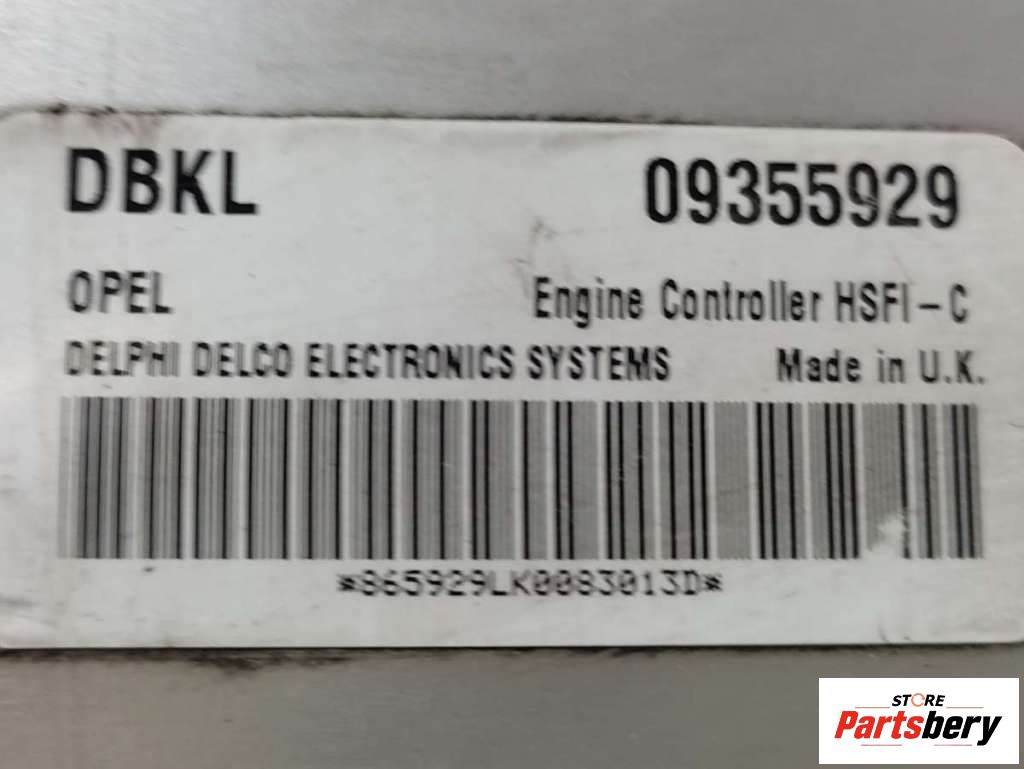 DBKL 09355929
OPEL Engine Controller HSFI-C
DELPHI DELCO ELECTRONICS SYSTEMS Made in U.K.
*865929LK0083013D*
STORE
Partsbery